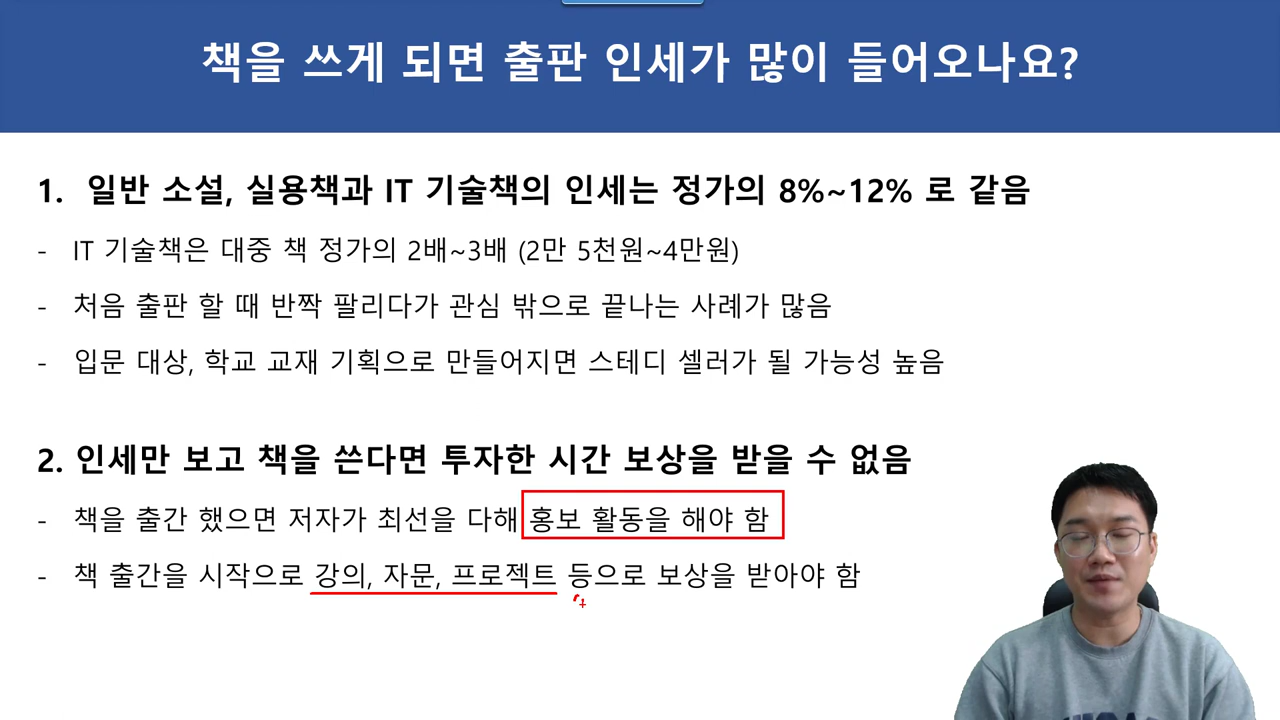 책을 쓰게 되면 출판 인세가 많이 들어오나요?
1. 일반 소설, 실용책과 IT 기술책의 인세는 정가의 8%~12% 로 같음
- IT 기술책은 대중 책 정가의 2배~3배 (2만 5천원~4만원)
- 처음 출판 할 때 반짝 팔리다가 관심 밖으로 끝나는 사례가 많음
- 입문 대상, 학교 교재 기획으로 만들어지면 스테디 셀러가 될 가능성 높음
2. 인세만 보고 책을 쓴다면 투자한 시간 보상을 받을 수 없음
- 책을 출간 했으면 저자가 최선을 다해 홍보 활동을 해야 함
- 책 출간을 시작으로 강의, 자문, 프로젝트 등으로 보상을 받아야 함